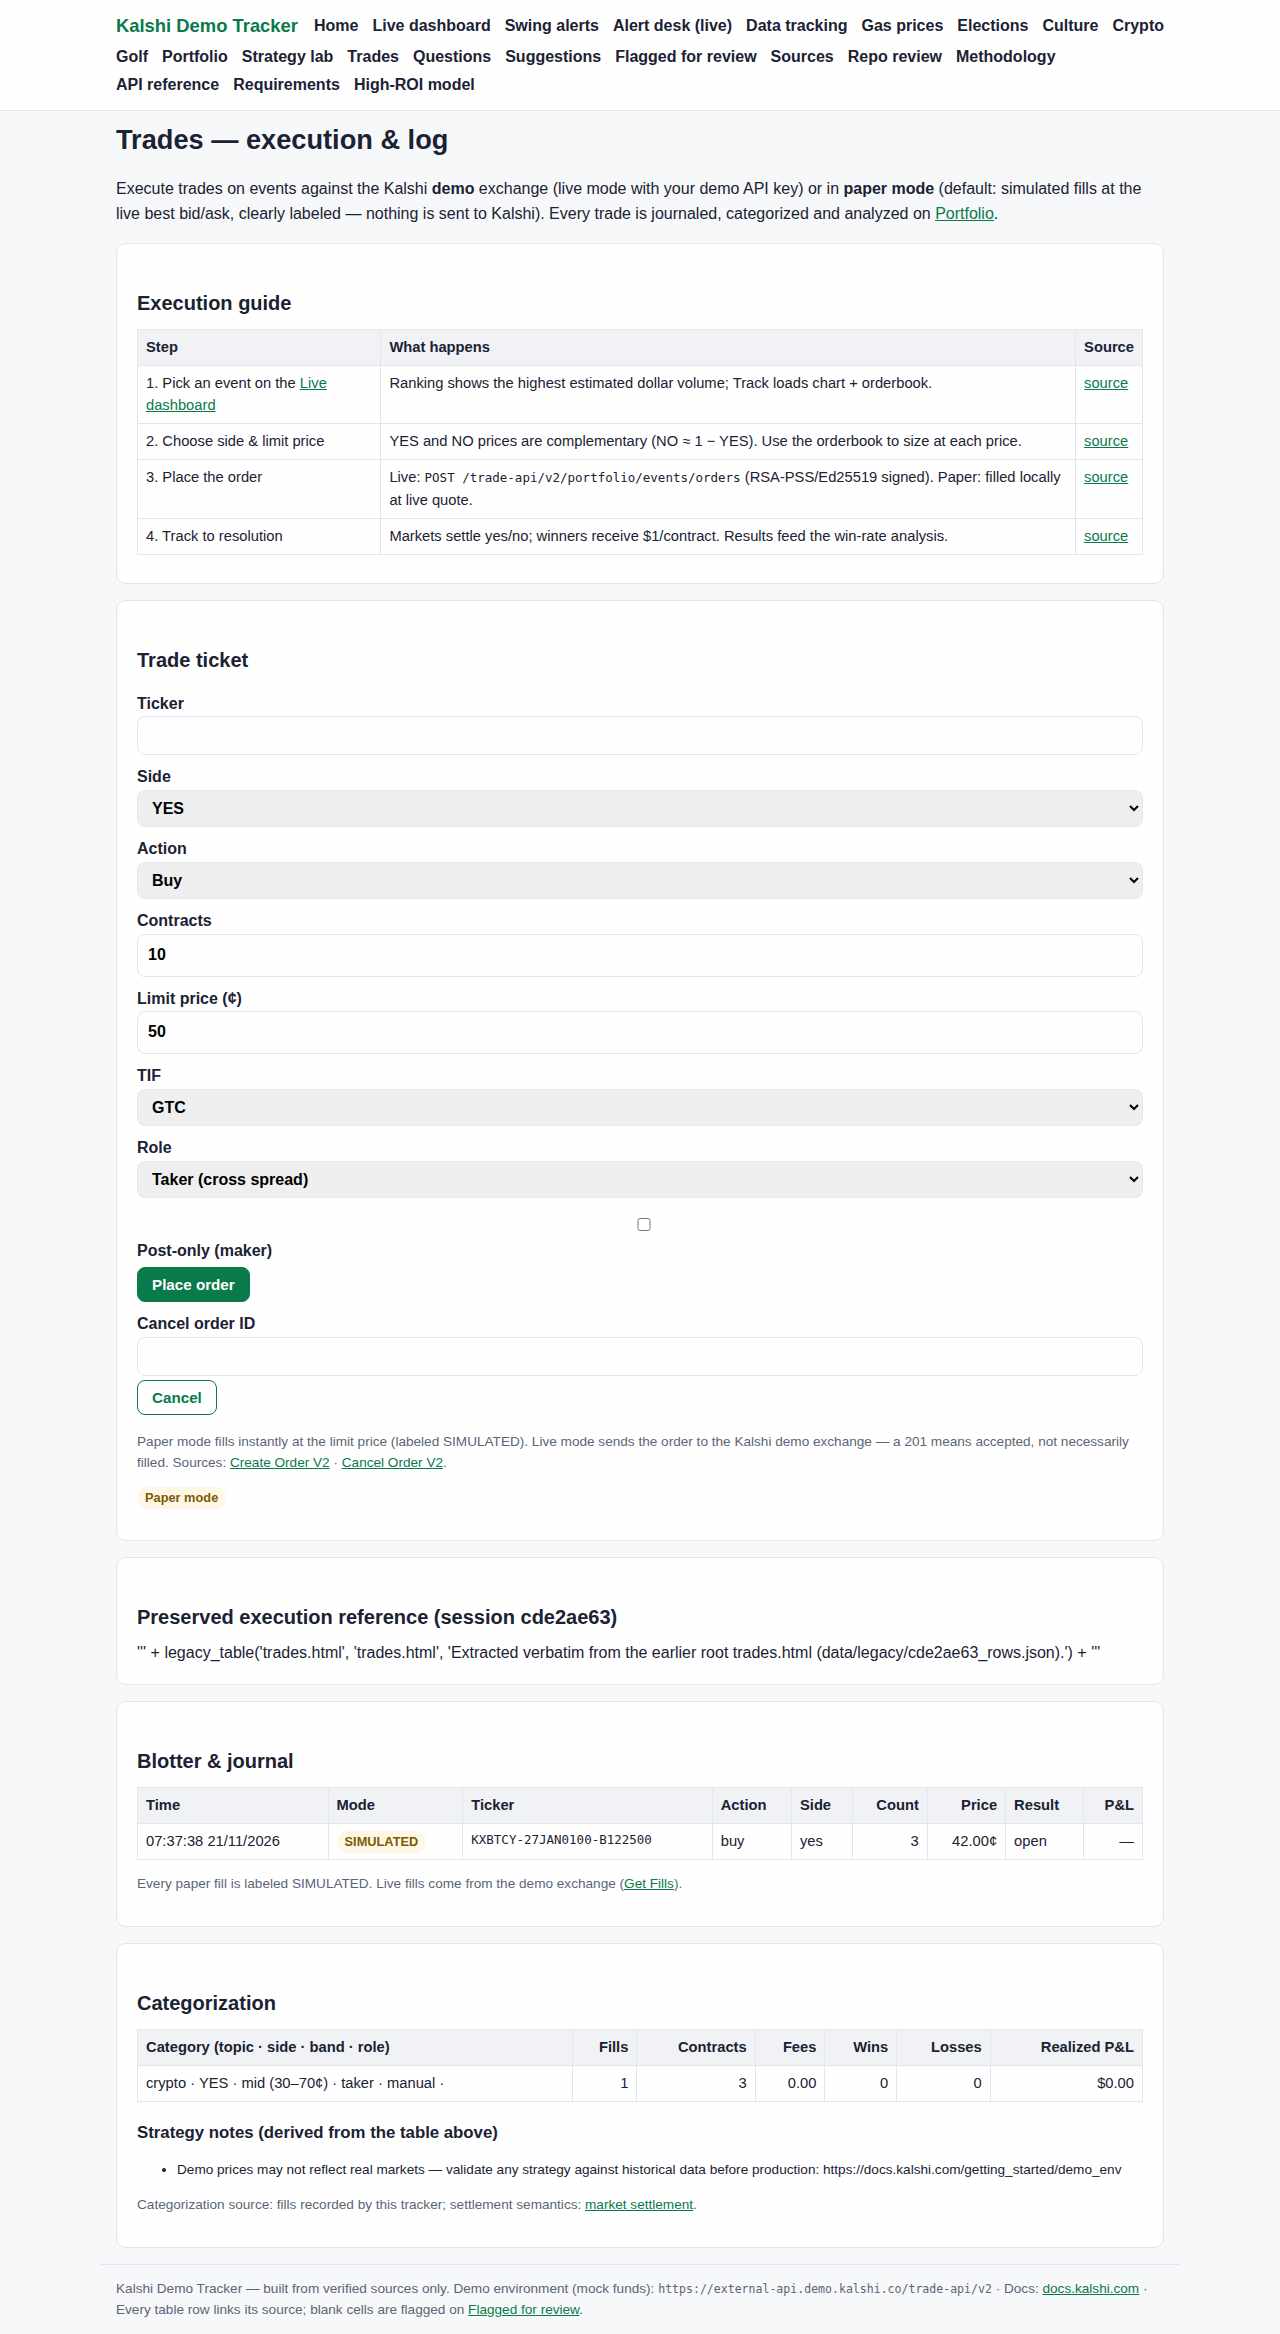 Kalshi Demo Tracker Home Live dashboard Swing alerts Alert desk (live) Data tracking Gas prices Elections Culture Crypto
Golf Portfolio Strategy lab Trades Questions Suggestions Flagged for review Sources Repo review Methodology
API reference Requirements High-ROI model
Trades — execution & log
Execute trades on events against the Kalshi demo exchange (live mode with your demo API key) or in paper mode (default: simulated fills at the
live best bid/ask, clearly labeled — nothing is sent to Kalshi). Every trade is journaled, categorized and analyzed on Portfolio.
Execution guide
Step What happens Source
1. Pick an event on the Live
dashboard
Ranking shows the highest estimated dollar volume; Track loads chart + orderbook.
source
2. Choose side & limit price YES and NO prices are complementary (NO ≈ 1 − YES). Use the orderbook to size at each price. source
3. Place the order
Live: POST /trade-api/v2/portfolio/events/orders (RSA-PSS/Ed25519 signed). Paper: filled locally
at live quote.
source
4. Track to resolution Markets settle yes/no; winners receive $1/contract. Results feed the win-rate analysis. source
Trade ticket
Ticker
Side
YES
Action
Buy
Contracts
10
Limit price (¢)
50
TIF
GTC
Role
Taker (cross spread)
Post-only (maker)
Place order
Cancel order ID
Cancel
Paper mode fills instantly at the limit price (labeled SIMULATED). Live mode sends the order to the Kalshi demo exchange — a 201 means accepted, not necessarily
filled. Sources: Create Order V2 · Cancel Order V2.
Paper mode
Preserved execution reference (session cde2ae63)
''' + legacy_table('trades.html', 'trades.html', 'Extracted verbatim from the earlier root trades.html (data/legacy/cde2ae63_rows.json).') + '''
Blotter & journal
Time Mode Ticker Action Side Count Price Result P&L
07:37:38 21/11/2026 SIMULATED KXBTCY-27JAN0100-B122500 buy yes 3 42.00¢ open —
Every paper fill is labeled SIMULATED. Live fills come from the demo exchange (Get Fills).
Categorization
Category (topic · side · band · role) Fills Contracts Fees Wins Losses Realized P&L
crypto · YES · mid (30–70¢) · taker · manual · 1 3 0.00 0 0 $0.00
Strategy notes (derived from the table above)
• Demo prices may not reflect real markets — validate any strategy against historical data before production: https://docs.kalshi.com/getting_started/demo_env
Categorization source: fills recorded by this tracker; settlement semantics: market settlement.
Kalshi Demo Tracker — built from verified sources only. Demo environment (mock funds): https://external-api.demo.kalshi.co/trade-api/v2 · Docs: docs.kalshi.com ·
Every table row links its source; blank cells are flagged on Flagged for review.